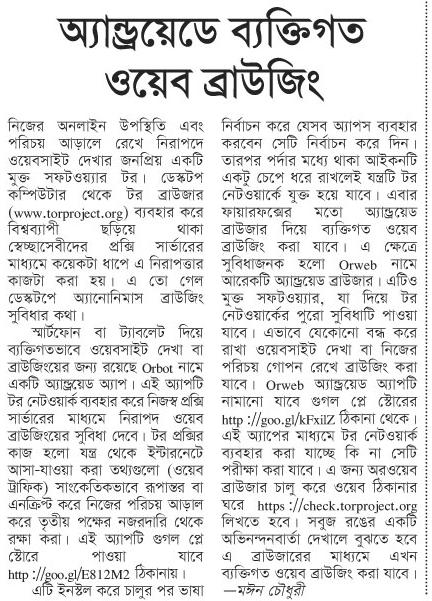 অ্যান্ড্রয়েডে ব্যক্তিগত
ওয়েব ব্রাউজিং
নিজের অনলাইন উপস্থিতি এবং
পরিচয় আড়ালে রেখে নিরাপদে
ওয়েবসাইট দেখার জনপ্রিয় একটি
মুক্ত সফটওয়্যার টর। ডেস্কটপ
কম্পিউটার থেকে টর ব্রাউজার
(www.torproject.org) ব্যবহার করে
বিশ্বব্যাপী ছড়িয়ে থাকা
স্বেচ্ছাসেবীদের প্রক্সি সার্ভারের
মাধ্যমে কয়েকটা ধাপে এ নিরাপত্তার
কাজটা করা হয়। এ তো গেল
ডেস্কটপে অ্যানোনিমাস ব্রাউজিং
সুবিধার কথা।
স্মার্টফোন বা ট্যাবলেট দিয়ে
ব্যক্তিগতভাবে ওয়েবসাইট দেখা বা
ব্রাউজিংয়ের জন্য রয়েছে Orbot নামে
একটি অ্যান্ড্রয়েড অ্যাপ। এই অ্যাপটি
টর নেটওয়ার্ক ব্যবহার করে নিজস্ব প্রক্সি
সার্ভারের মাধ্যমে নিরাপদ ওয়েব
ব্রাউজিংয়ের সুবিধা দেবে। টর প্রক্সির
কাজ হলো যন্ত্র থেকে ইন্টারনেটে
আসা-যাওয়া করা তথ্যগুলো (ওয়েব
ট্রাফিক) সাংকেতিকভাবে রূপান্তর বা
এনক্রিপ্ট করে নিজের পরিচয় আড়াল
করে তৃতীয় পক্ষের নজরদারি থেকে
রক্ষা করা। এই অ্যাপটি গুগল প্লে
স্টোরে পাওয়া যাবে
http ://goo.gl/E812M2 ঠিকানায়।
এটি ইনস্টল করে চালুর পর ভাষা
নির্বাচন করে যেসব অ্যাপস ব্যবহার
করবেন সেটি নির্বাচন করে দিন।
তারপর পর্দার মধ্যে থাকা আইকনটি
একটু চেপে ধরে রাখলেই যন্ত্রটি টর
নেটওয়ার্কে যুক্ত হয়ে যাবে। এবার
ফায়ারফক্সের মতো অ্যান্ড্রয়েড
ব্রাউজার দিয়ে ব্যক্তিগত ওয়েব
ব্রাউজিং করা যাবে। এ ক্ষেত্রে
সুবিধাজনক হলো Orweb নামে
আরেকটি অ্যান্ড্রয়েড ব্রাউজার। এটিও
মুক্ত সফটওয়্যার, যা দিয়ে টর
নেটওয়ার্কের পুরো সুবিধাটি পাওয়া
যাবে। এভাবে যেকোনো বন্ধ করে
রাখা ওয়েবসাইট দেখা বা নিজের
পরিচয় গোপন রেখে ব্রাউজিং করা
যাবে। Orweb অ্যান্ড্রয়েড অ্যাপটি
নামানো যাবে গুগল প্লে স্টোরের
http ://goo.gl/kFxilZ ঠিকানা থেকে।
এই অ্যাপের মাধ্যমে টর নেটওয়ার্ক
ব্যবহার করা যাচ্ছে কি না সেটি
পরীক্ষা করা যাবে। এ জন্য অরওয়েব
ব্রাউজার চালু করে ওয়েব ঠিকানার
ঘরে https ://check.torproject.org
লিখতে হবে। সবুজ রঙের একটি
অভিনন্দনবার্তা দেখালে বুঝতে হবে
এ ব্রাউজারের মাধ্যমে এখন
ব্যক্তিগত ওয়েব ব্রাউজিং করা যাবে।
—মঈন চৌধুরী